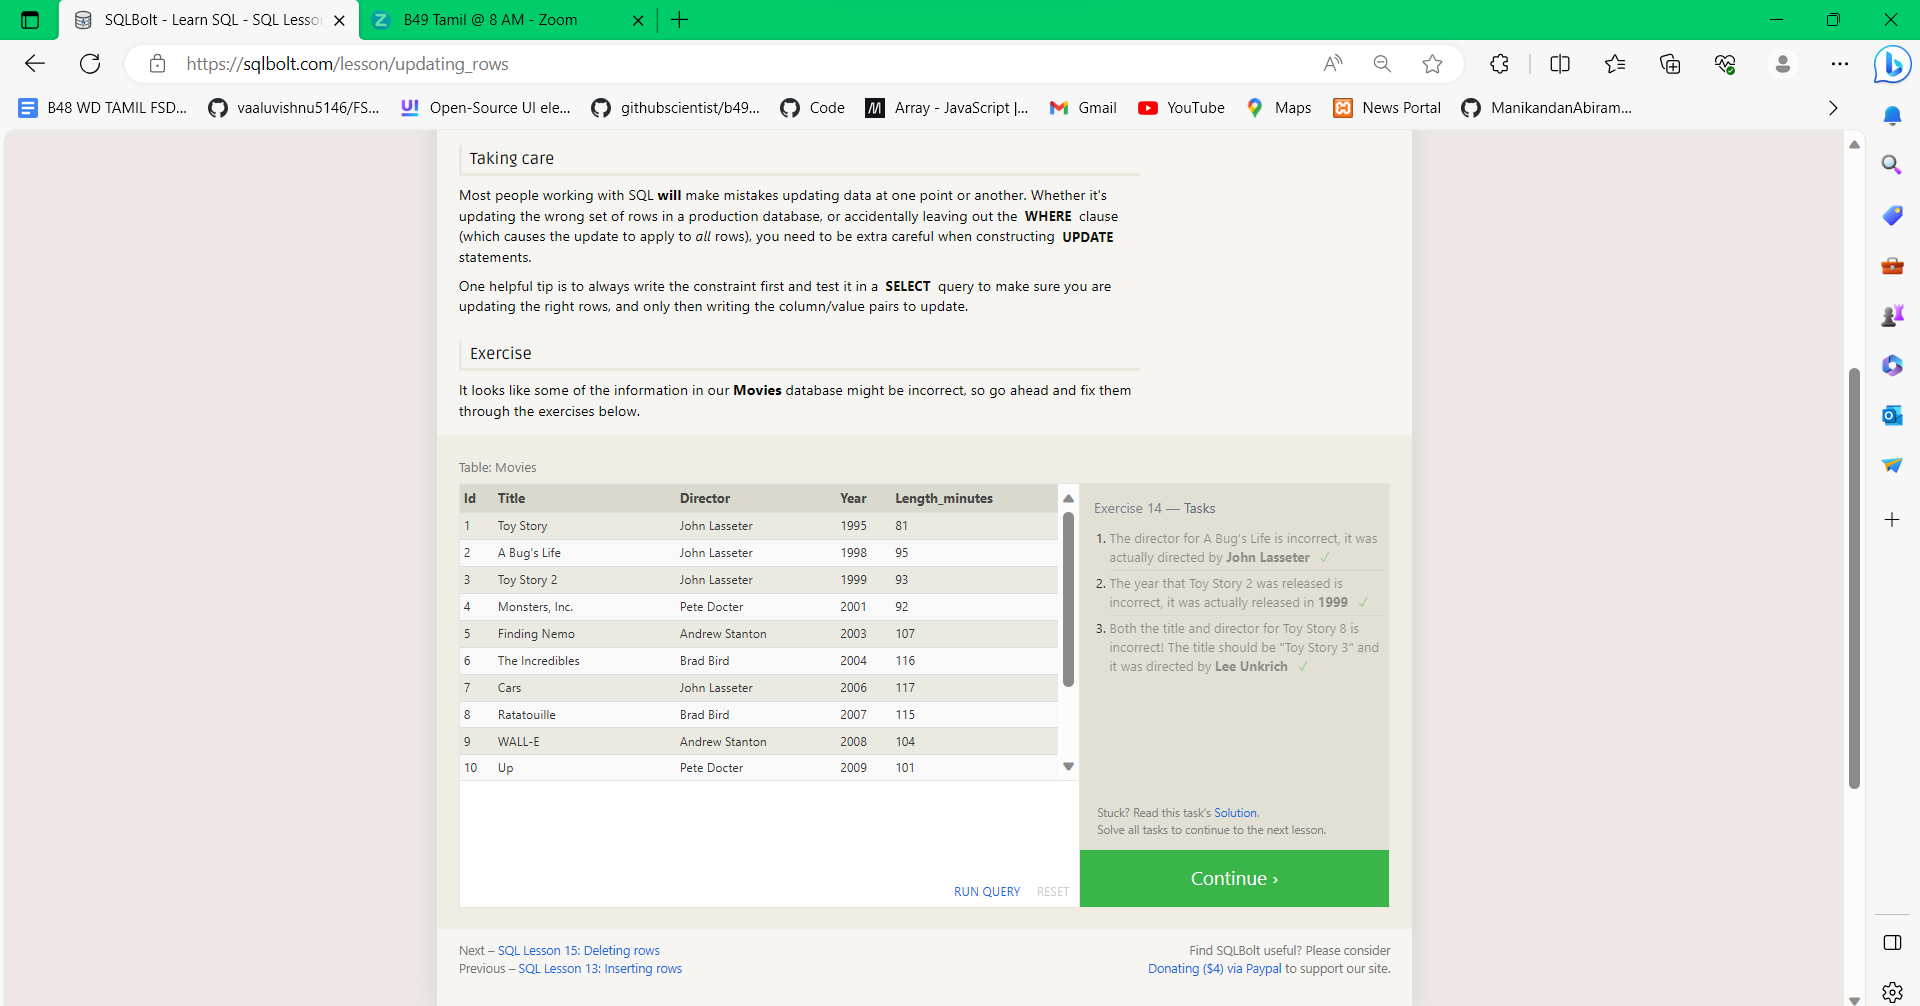 SQLBolt - Learn SQL - SQL Lesso
B49 Tamil @ 8 AM - Zoom
https://sqlbolt.com/lesson/updating_rows
B48 WD TAMIL FSD...
vaaluvishnu5146/FS...
Open-Source UI ele...
githubscientist/b49...
Code
Array - JavaScript |...
Gmail
YouTube
Maps
News Portal
ManikandanAbiram...
Taking care
Most people working with SQL will make mistakes updating data at one point or another. Whether it's
updating the wrong set of rows in a production database, or accidentally leaving out the WHERE clause
(which causes the update to apply to all rows), you need to be extra careful when constructing UPDATE
statements.
One helpful tip is to always write the constraint first and test it in a SELECT query to make sure you are
updating the right rows, and only then writing the column/value pairs to update.
Exercise
It looks like some of the information in our Movies database might be incorrect, so go ahead and fix them
through the exercises below.
Table: Movies
Id Title Director Year Length_minutes
1 Toy Story John Lasseter 1995 81
2 A Bug's Life John Lasseter 1998 95
3 Toy Story 2 John Lasseter 1999 93
4 Monsters, Inc. Pete Docter 2001 92
5 Finding Nemo Andrew Stanton 2003 107
6 The Incredibles Brad Bird 2004 116
7 Cars John Lasseter 2006 117
8 Ratatouille Brad Bird 2007 115
9 WALL-E Andrew Stanton 2008 104
10 Up Pete Docter 2009 101
RUN QUERY RESET
Exercise 14 — Tasks
1. The director for A Bug's Life is incorrect, it was
actually directed by John Lasseter ✓
2. The year that Toy Story 2 was released is
incorrect, it was actually released in 1999 ✓
3. Both the title and director for Toy Story 8 is
incorrect! The title should be "Toy Story 3" and
it was directed by Lee Unkrich ✓
Stuck? Read this task's Solution.
Solve all tasks to continue to the next lesson.
Continue ›
Next – SQL Lesson 15: Deleting rows
Previous – SQL Lesson 13: Inserting rows
Find SQLBolt useful? Please consider
Donating ($4) via Paypal to support our site.